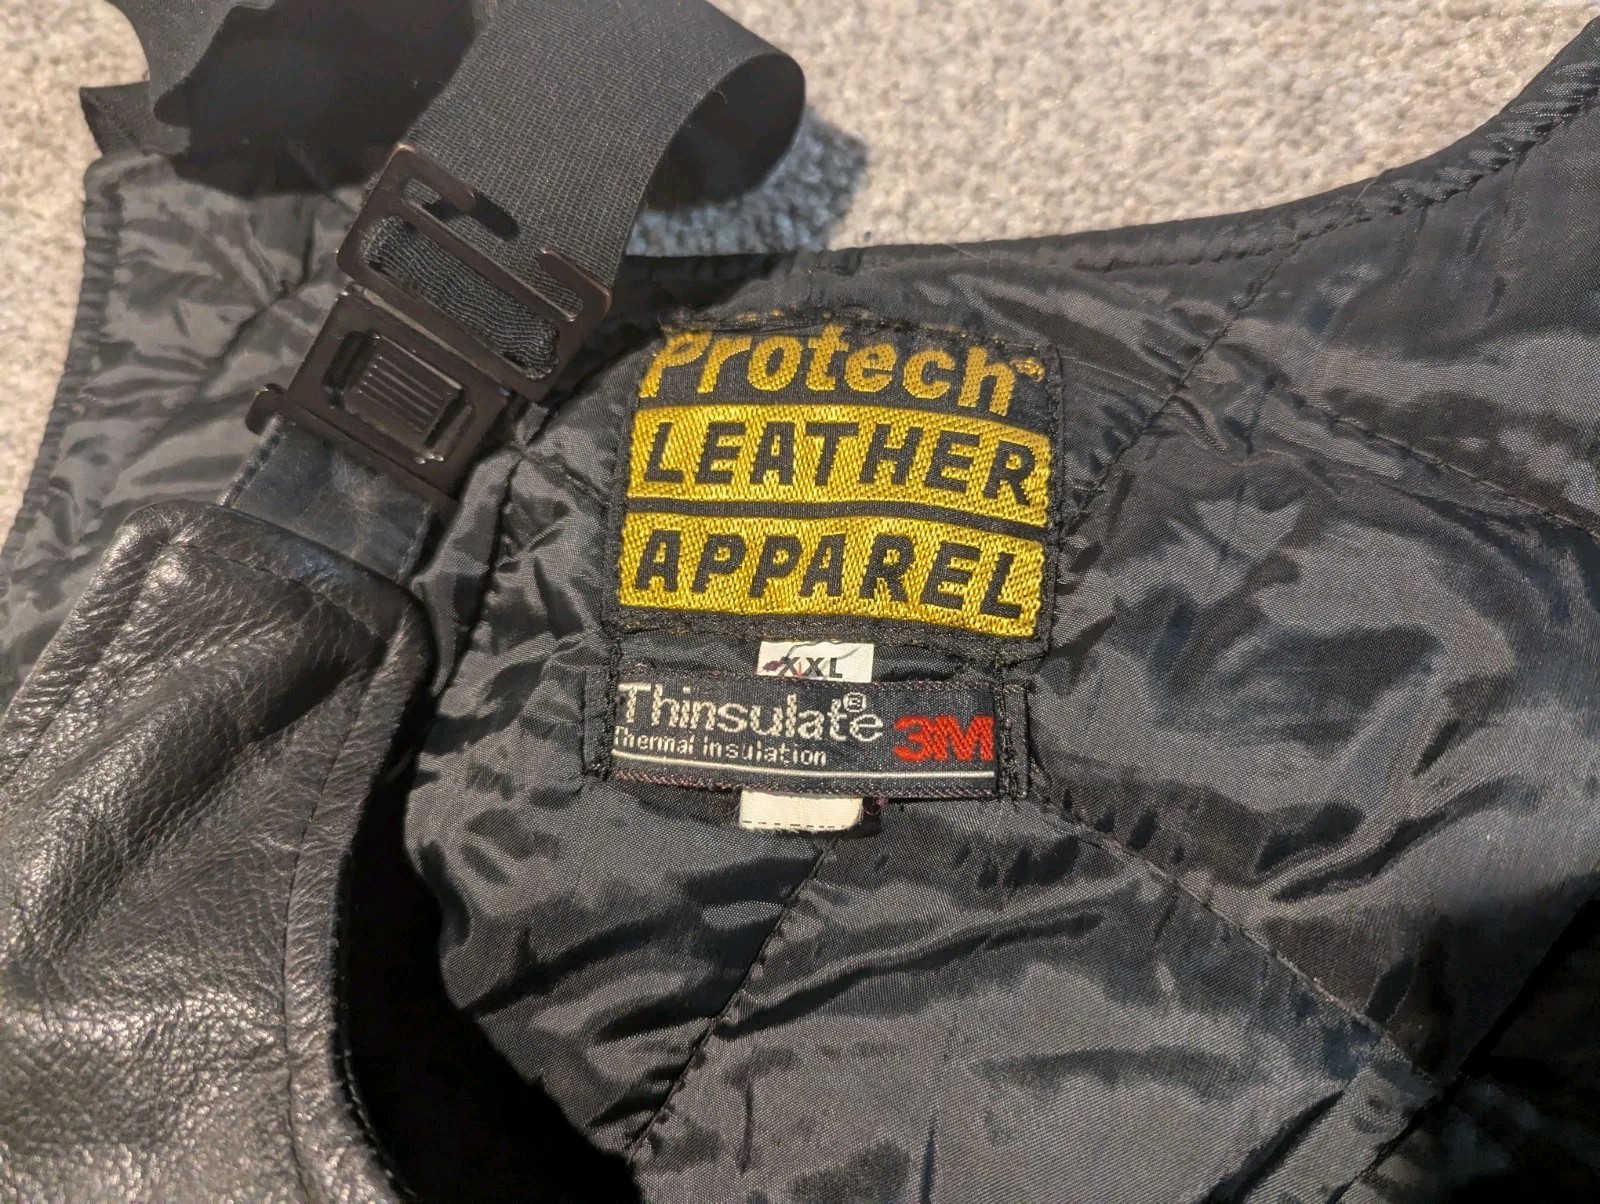 Protech®
LEATHER
APPAREL
XXL
Thinsulate® 3M
Thermal insulation